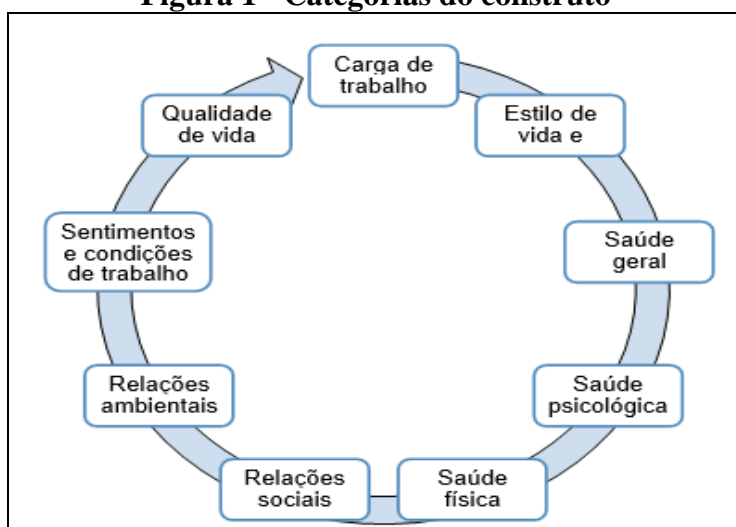 Figura 1 - Categorias do construto
Carga de
trabalho
Estilo de
vida e
Saúde
geral
Saúde
psicológica
Saúde
física
Relações
sociais
Relações
ambientais
Sentimentos
e condições
de trabalho
Qualidade
de vida